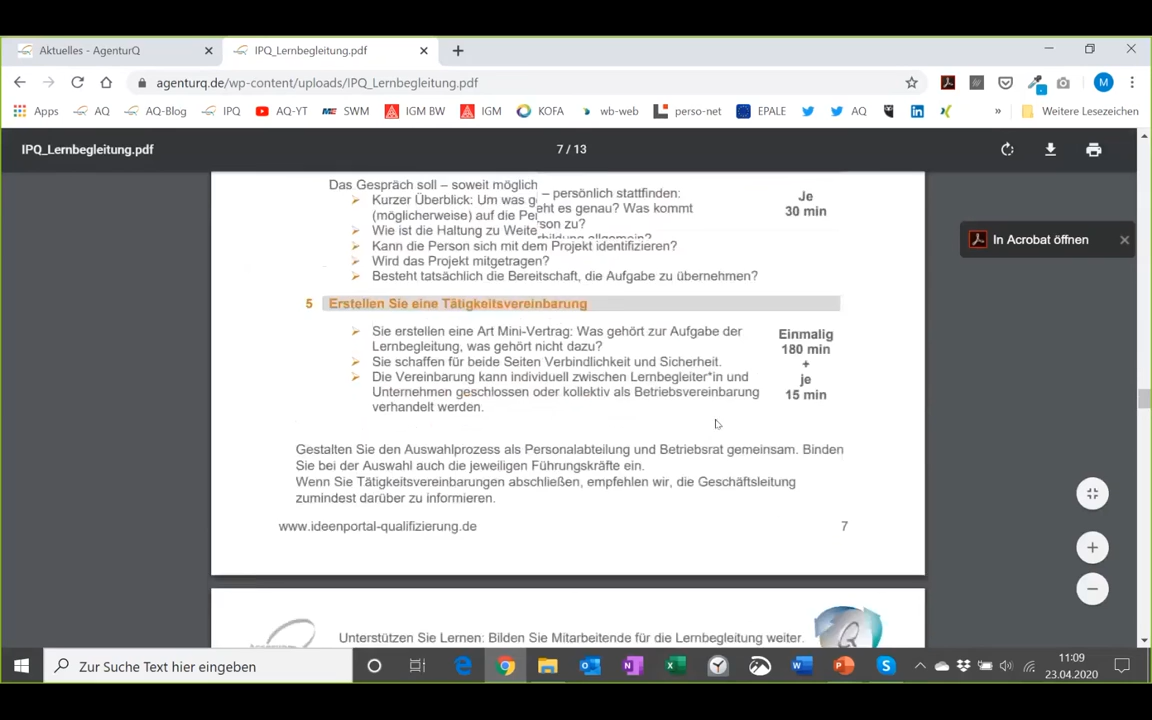 Aktuelles - AgenturQ
IPQ_Lernbegleitung.pdf
agenturq.de/wp-content/uploads/IPQ_Lernbegleitung.pdf
M
Apps AQ AQ-Blog IPQ AQ-YT SWM IGM BW IGM KOFA wb-web perso-net EPALE AQ » Weitere Lesezeichen
IPQ_Lernbegleitung.pdf 7 / 13
In Acrobat öffnen
Das Gespräch soll – soweit möglich – persönlich stattfinden:
Kurzer Überblick: Um was geht es genau? Was kommt
(möglicherweise) auf die Person zu?
Wie ist die Haltung zu Weiterbildung allgemein?
Kann die Person sich mit dem Projekt identifizieren?
Wird das Projekt mitgetragen?
Besteht tatsächlich die Bereitschaft, die Aufgabe zu übernehmen?
Je
30 min
5 Erstellen Sie eine Tätigkeitsvereinbarung
Sie erstellen eine Art Mini-Vertrag: Was gehört zur Aufgabe der
Lernbegleitung, was gehört nicht dazu?
Sie schaffen für beide Seiten Verbindlichkeit und Sicherheit.
Die Vereinbarung kann individuell zwischen Lernbegleiter*in und
Unternehmen geschlossen oder kollektiv als Betriebsvereinbarung
verhandelt werden.
Einmalig
180 min
+
je
15 min
Gestalten Sie den Auswahlprozess als Personalabteilung und Betriebsrat gemeinsam. Binden
Sie bei der Auswahl auch die jeweiligen Führungskräfte ein.
Wenn Sie Tätigkeitsvereinbarungen abschließen, empfehlen wir, die Geschäftsleitung
zumindest darüber zu informieren.
www.ideenportal-qualifizierung.de 7
Unterstützen Sie Lernen: Bilden Sie Mitarbeitende für die Lernbegleitung weiter.
Zur Suche Text hier eingeben
11:09
23.04.2020